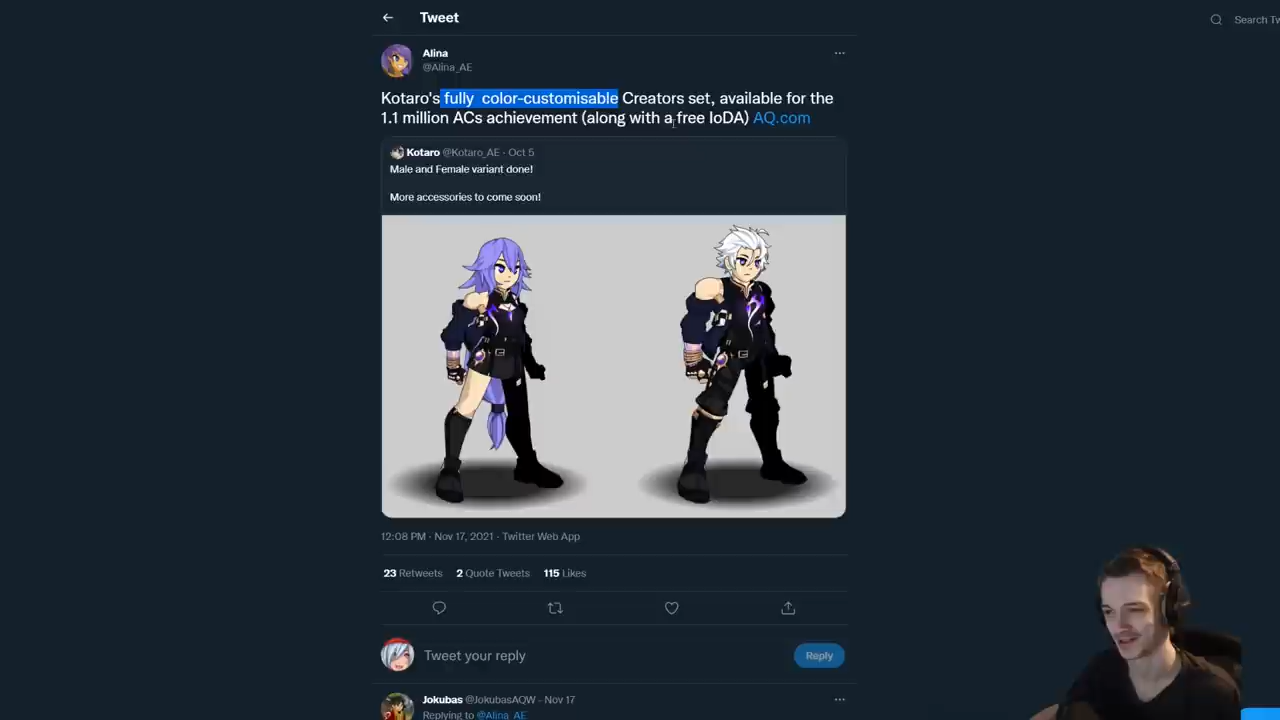 Tweet
Search Tw
Alina
@Alina_AE
Kotaro's fully color-customisable Creators set, available for the
1.1 million ACs achievement (along with a free IoDA) AQ.com
Kotaro @Kotaro_AE · Oct 5
Male and Female variant done!
More accessories to come soon!
12:08 PM · Nov 17, 2021 · Twitter Web App
23 Retweets 2 Quote Tweets 115 Likes
Tweet your reply
Reply
Jokubas @JokubasAQW · Nov 17
Replying to @Alina_AE